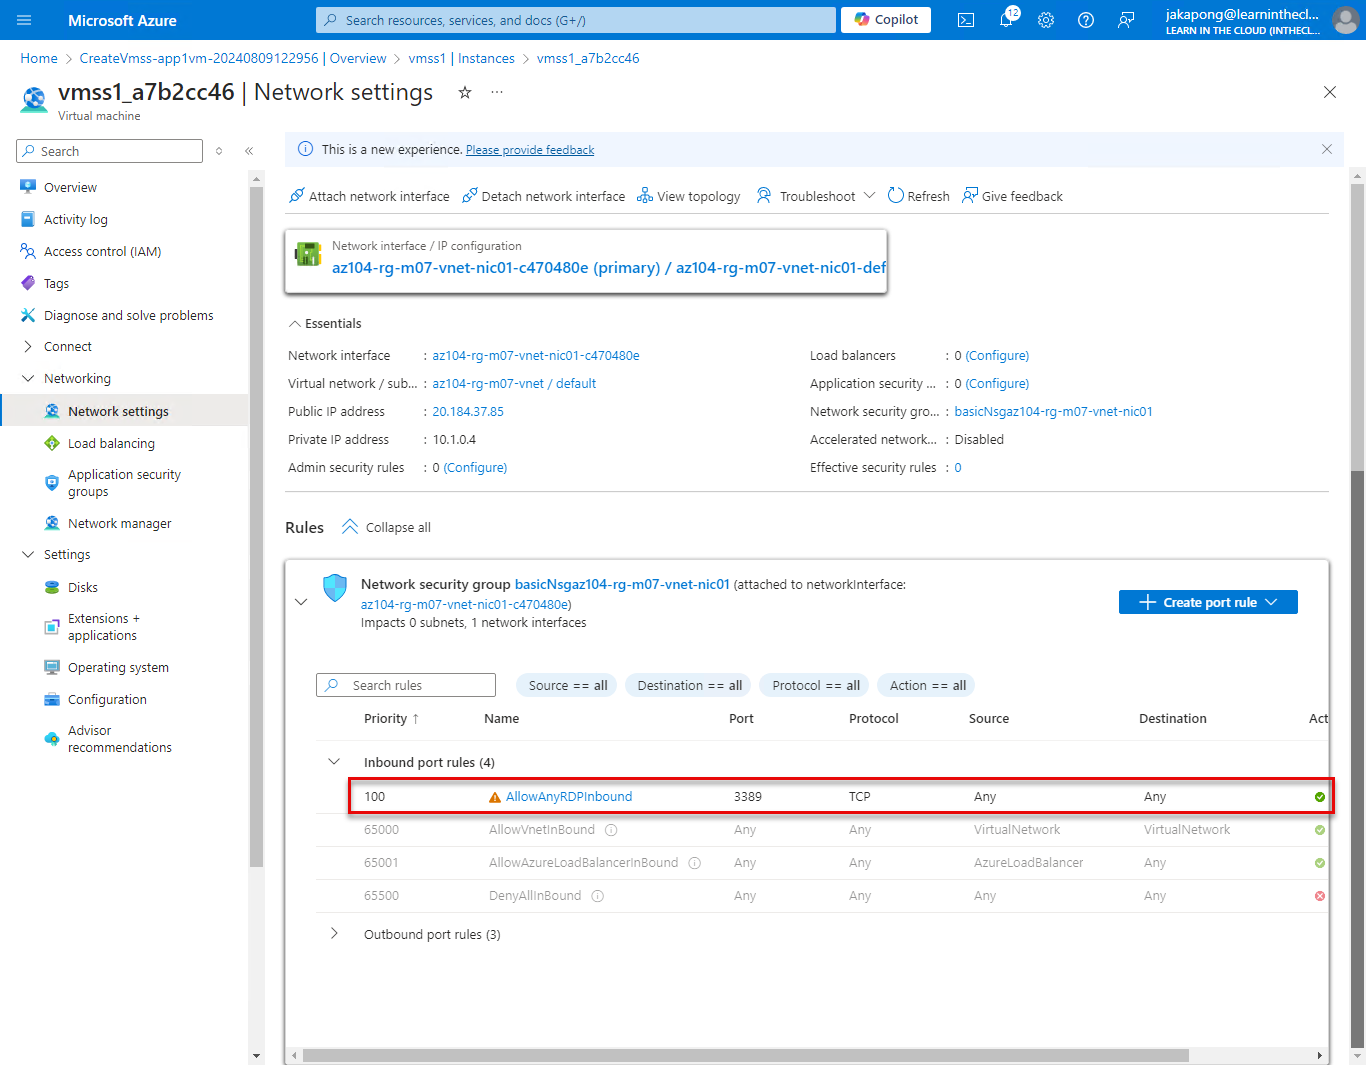 Microsoft Azure
Search resources, services, and docs (G+/)
Copilot
12
jakapong@learninthecl...
LEARN IN THE CLOUD (INTHECL...
Home > CreateVmss-app1vm-20240809122956 | Overview > vmss1 | Instances > vmss1_a7b2cc46
vmss1_a7b2cc46 | Network settings
Virtual machine
Search
Overview
Activity log
Access control (IAM)
Tags
Diagnose and solve problems
Connect
Networking
Network settings
Load balancing
Application security
groups
Network manager
Settings
Disks
Extensions +
applications
Operating system
Configuration
Advisor
recommendations
This is a new experience. Please provide feedback
Attach network interface Detach network interface View topology Troubleshoot Refresh Give feedback
Network interface / IP configuration
az104-rg-m07-vnet-nic01-c470480e (primary) / az104-rg-m07-vnet-nic01-def
Essentials
Network interface : az104-rg-m07-vnet-nic01-c470480e
Virtual network / sub... : az104-rg-m07-vnet / default
Public IP address : 20.184.37.85
Private IP address : 10.1.0.4
Admin security rules : 0 (Configure)
Load balancers : 0 (Configure)
Application security ... : 0 (Configure)
Network security gro... : basicNsgaz104-rg-m07-vnet-nic01
Accelerated network... : Disabled
Effective security rules : 0
Rules Collapse all
Network security group basicNsgaz104-rg-m07-vnet-nic01 (attached to networkInterface:
az104-rg-m07-vnet-nic01-c470480e)
Impacts 0 subnets, 1 network interfaces
Create port rule
Search rules Source == all Destination == all Protocol == all Action == all
Priority ↑ Name Port Protocol Source Destination Act
Inbound port rules (4)
100 AllowAnyRDPInbound 3389 TCP Any Any
65000 AllowVnetInBound Any Any VirtualNetwork VirtualNetwork
65001 AllowAzureLoadBalancerInBound Any Any AzureLoadBalancer Any
65500 DenyAllInBound Any Any Any Any
Outbound port rules (3)